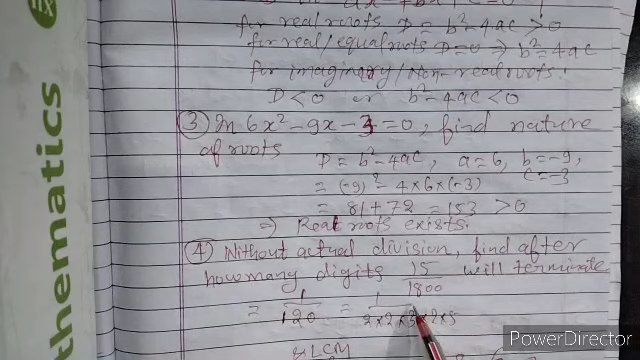 for real roots D = b²-4ac > 0
for real/equal roots D=0 ⇒ b²=4ac
for imaginary/Non-real roots:
D<0 or b²-4ac<0
③ In 6x²-9x-3=0, find nature
of roots
D=b²-4ac, a=6, b=-9,
c=-3
= (-9)²-4×6×(-3)
= 81+72=153 >0
⇒ Real roots exists.
④ Without actual division, find after
how many digits 15/1800 will terminate
= 1/120 = 1/2×2×3×2×5
LCM
thematics
PowerDirector